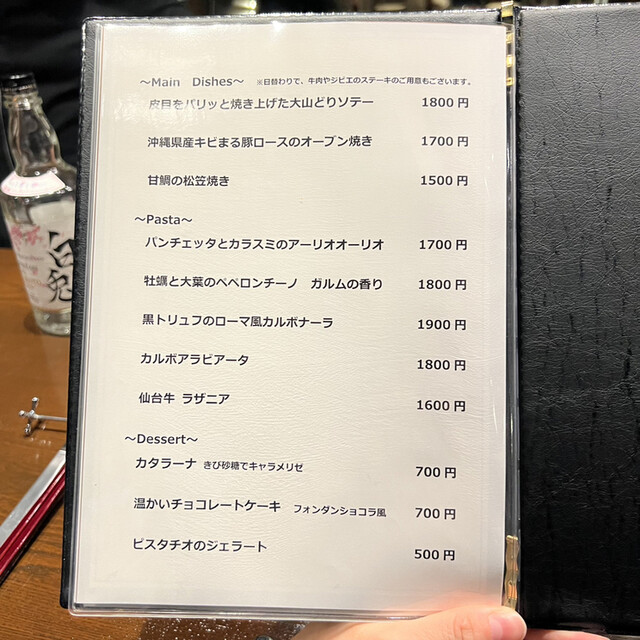 ～Main Dishes～ ※日替わりで、牛肉やジビエのステーキのご用意もございます。
皮目をパリッと焼き上げた大山どりソテー 1800円
沖縄県産キビまる豚ロースのオーブン焼き 1700円
甘鯛の松笠焼き 1500円
～Pasta～
パンチェッタとカラスミのアーリオオーリオ 1700円
牡蠣と大葉のペペロンチーノ ガルムの香り 1800円
黒トリュフのローマ風カルボナーラ 1900円
カルボアラビアータ 1800円
仙台牛 ラザニア 1600円
～Dessert～
カタラーナ きび砂糖でキャラメリゼ 700円
温かいチョコレートケーキ フォンダンショコラ風 700円
ピスタチオのジェラート 500円
白兔